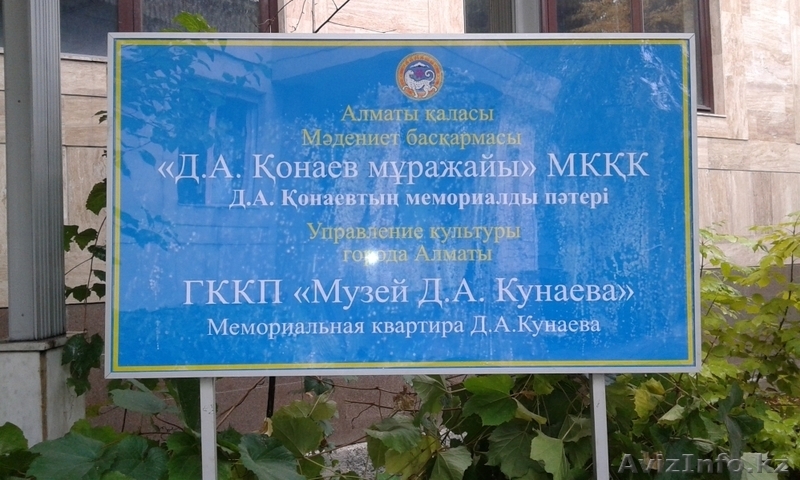 Алматы қаласы
Мәдениет басқармасы
«Д.А. Қонаев мұражайы» МКҚК
Д.А. Қонаевтың мемориалды пәтері
Управление культуры
города Алматы
ГККП «Музей Д.А. Кунаева»
Мемориальная квартира Д.А.Кунаева
AvizInfo.kz